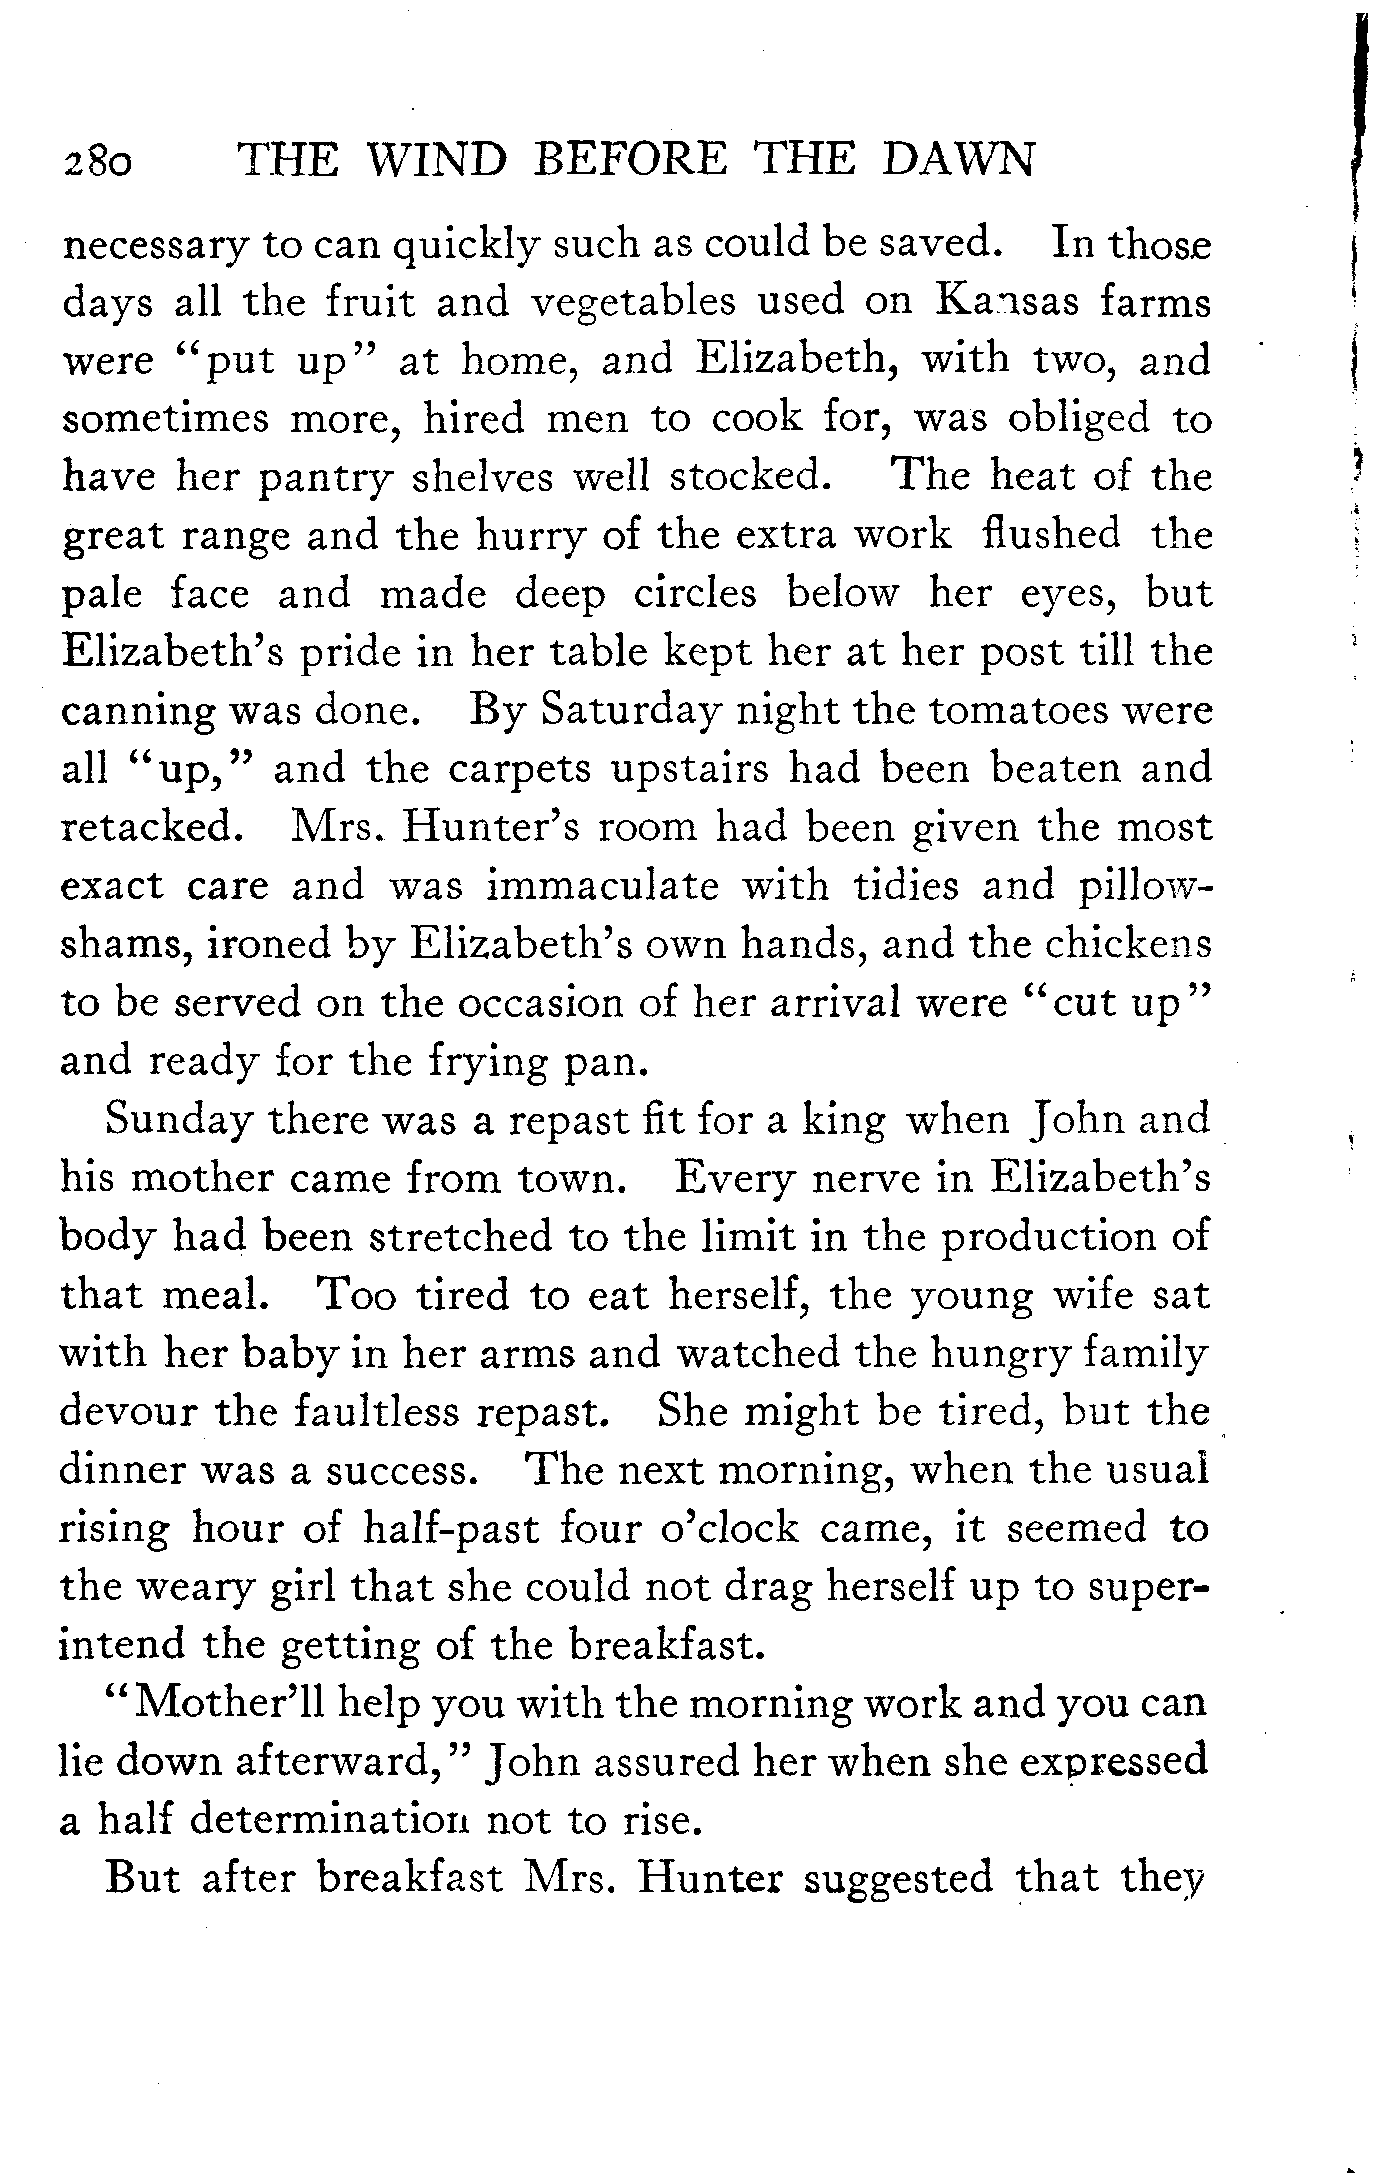 280 THE WIND BEFORE THE DAWN
necessary to can quickly such as could be saved. In those
days all the fruit and vegetables used on Kansas farms
were "put up" at home, and Elizabeth, with two, and
sometimes more, hired men to cook for, was obliged to
have her pantry shelves well stocked. The heat of the
great range and the hurry of the extra work flushed the
pale face and made deep circles below her eyes, but
Elizabeth's pride in her table kept her at her post till the
canning was done. By Saturday night the tomatoes were
all "up," and the carpets upstairs had been beaten and
retacked. Mrs. Hunter's room had been given the most
exact care and was immaculate with tidies and pillow-
shams, ironed by Elizabeth's own hands, and the chickens
to be served on the occasion of her arrival were "cut up"
and ready for the frying pan.
Sunday there was a repast fit for a king when John and
his mother came from town. Every nerve in Elizabeth's
body had been stretched to the limit in the production of
that meal. Too tired to eat herself, the young wife sat
with her baby in her arms and watched the hungry family
devour the faultless repast. She might be tired, but the
dinner was a success. The next morning, when the usual
rising hour of half-past four o'clock came, it seemed to
the weary girl that she could not drag herself up to super-
intend the getting of the breakfast.
"Mother'll help you with the morning work and you can
lie down afterward," John assured her when she expressed
a half determination not to rise.
But after breakfast Mrs. Hunter suggested that they